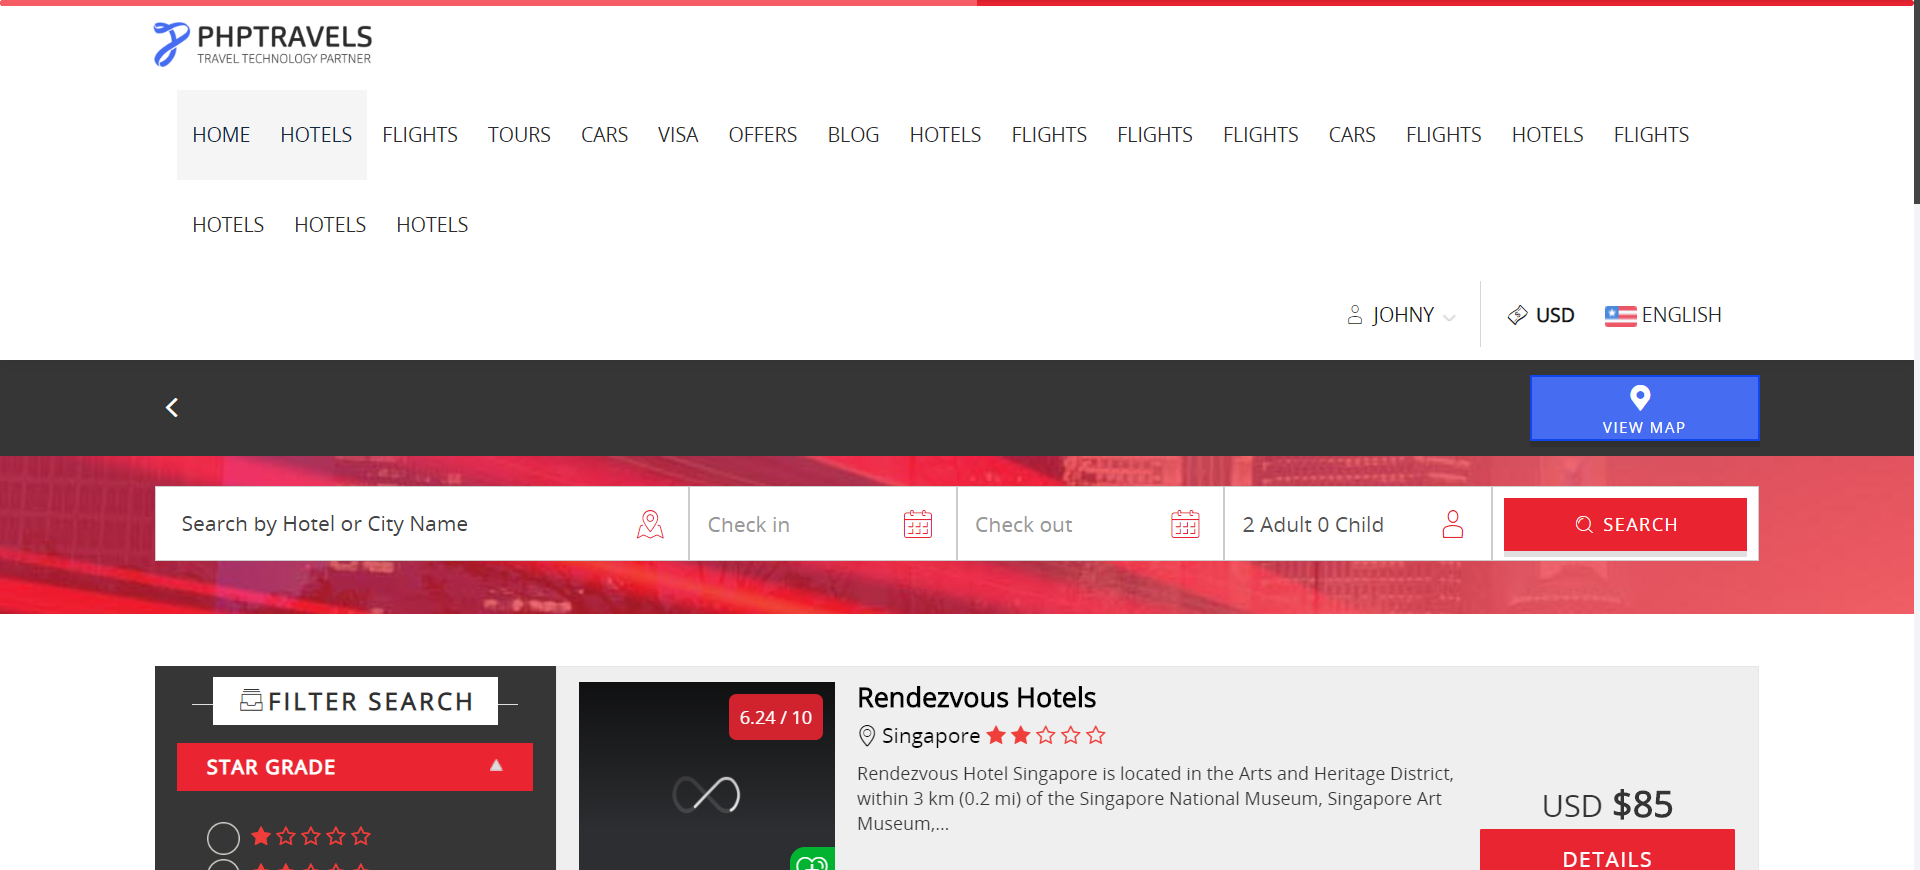 PHPTRAVELS
TRAVEL TECHNOLOGY PARTNER
HOME HOTELS FLIGHTS TOURS CARS VISA OFFERS BLOG HOTELS FLIGHTS FLIGHTS FLIGHTS CARS FLIGHTS HOTELS FLIGHTS
HOTELS HOTELS HOTELS
JOHNY USD ENGLISH
VIEW MAP
Search by Hotel or City Name Check in Check out 2 Adult 0 Child SEARCH
FILTER SEARCH
STAR GRADE
6.24 / 10
Rendezvous Hotels
Singapore
Rendezvous Hotel Singapore is located in the Arts and Heritage District,
within 3 km (0.2 mi) of the Singapore National Museum, Singapore Art
Museum,...
USD $85
DETAILS